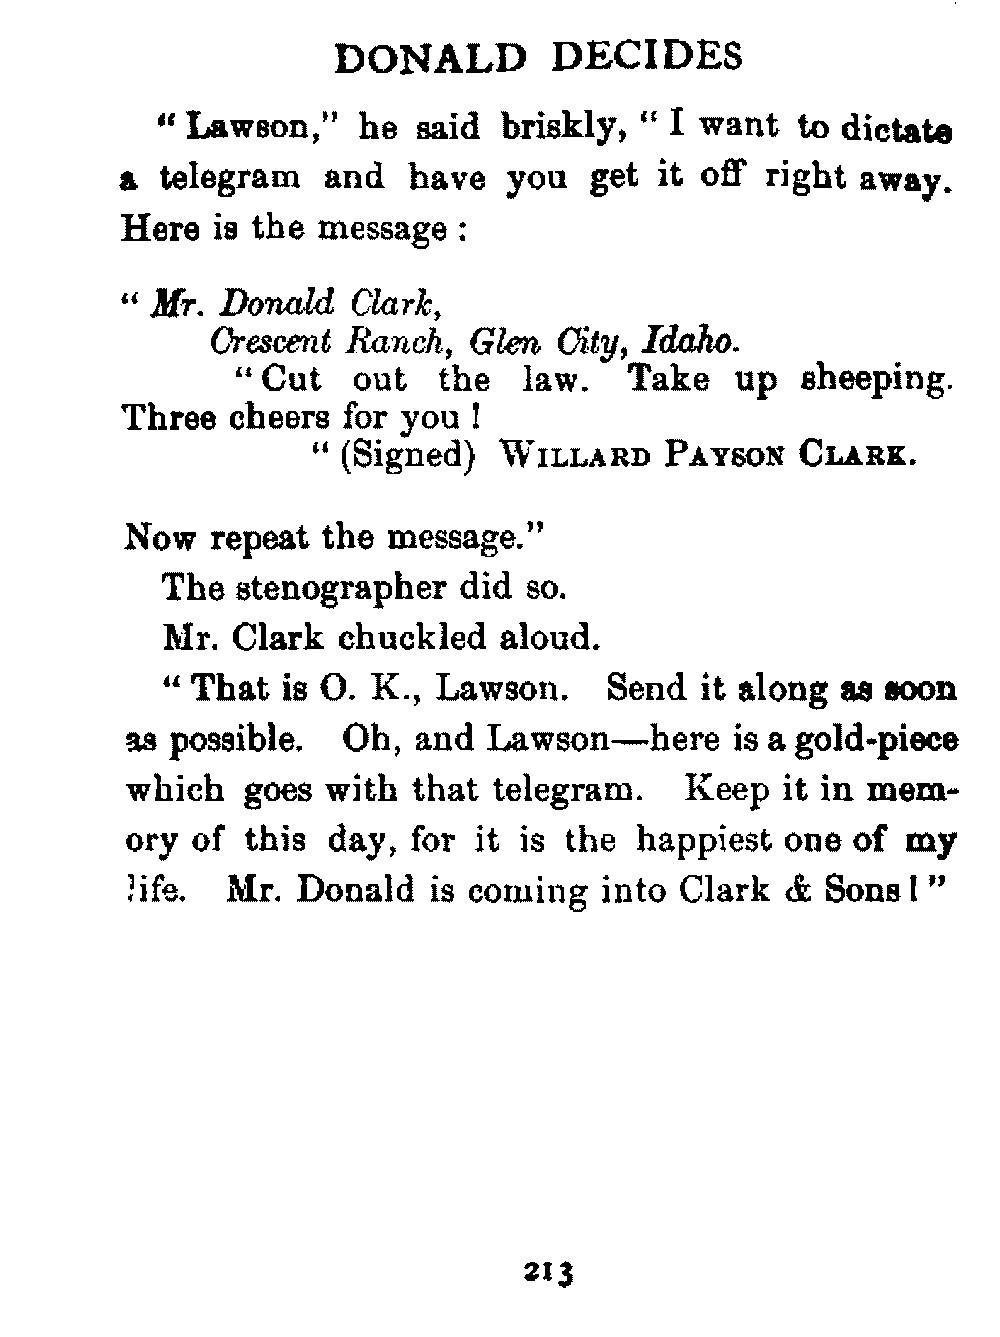 DONALD DECIDES
“ Lawson,” he said briskly, “ I want to dictate
a telegram and have you get it off right away.
Here is the message :
“ Mr. Donald Clark,
Crescent Ranch, Glen City, Idaho.
“ Cut out the law. Take up sheeping.
Three cheers for you !
“ (Signed) WILLARD PAYSON CLARK.
Now repeat the message.”
The stenographer did so.
Mr. Clark chuckled aloud.
“ That is O. K., Lawson. Send it along as soon
as possible. Oh, and Lawson—here is a gold-piece
which goes with that telegram. Keep it in mem-
ory of this day, for it is the happiest one of my
life. Mr. Donald is coming into Clark & Sons ! ”
213